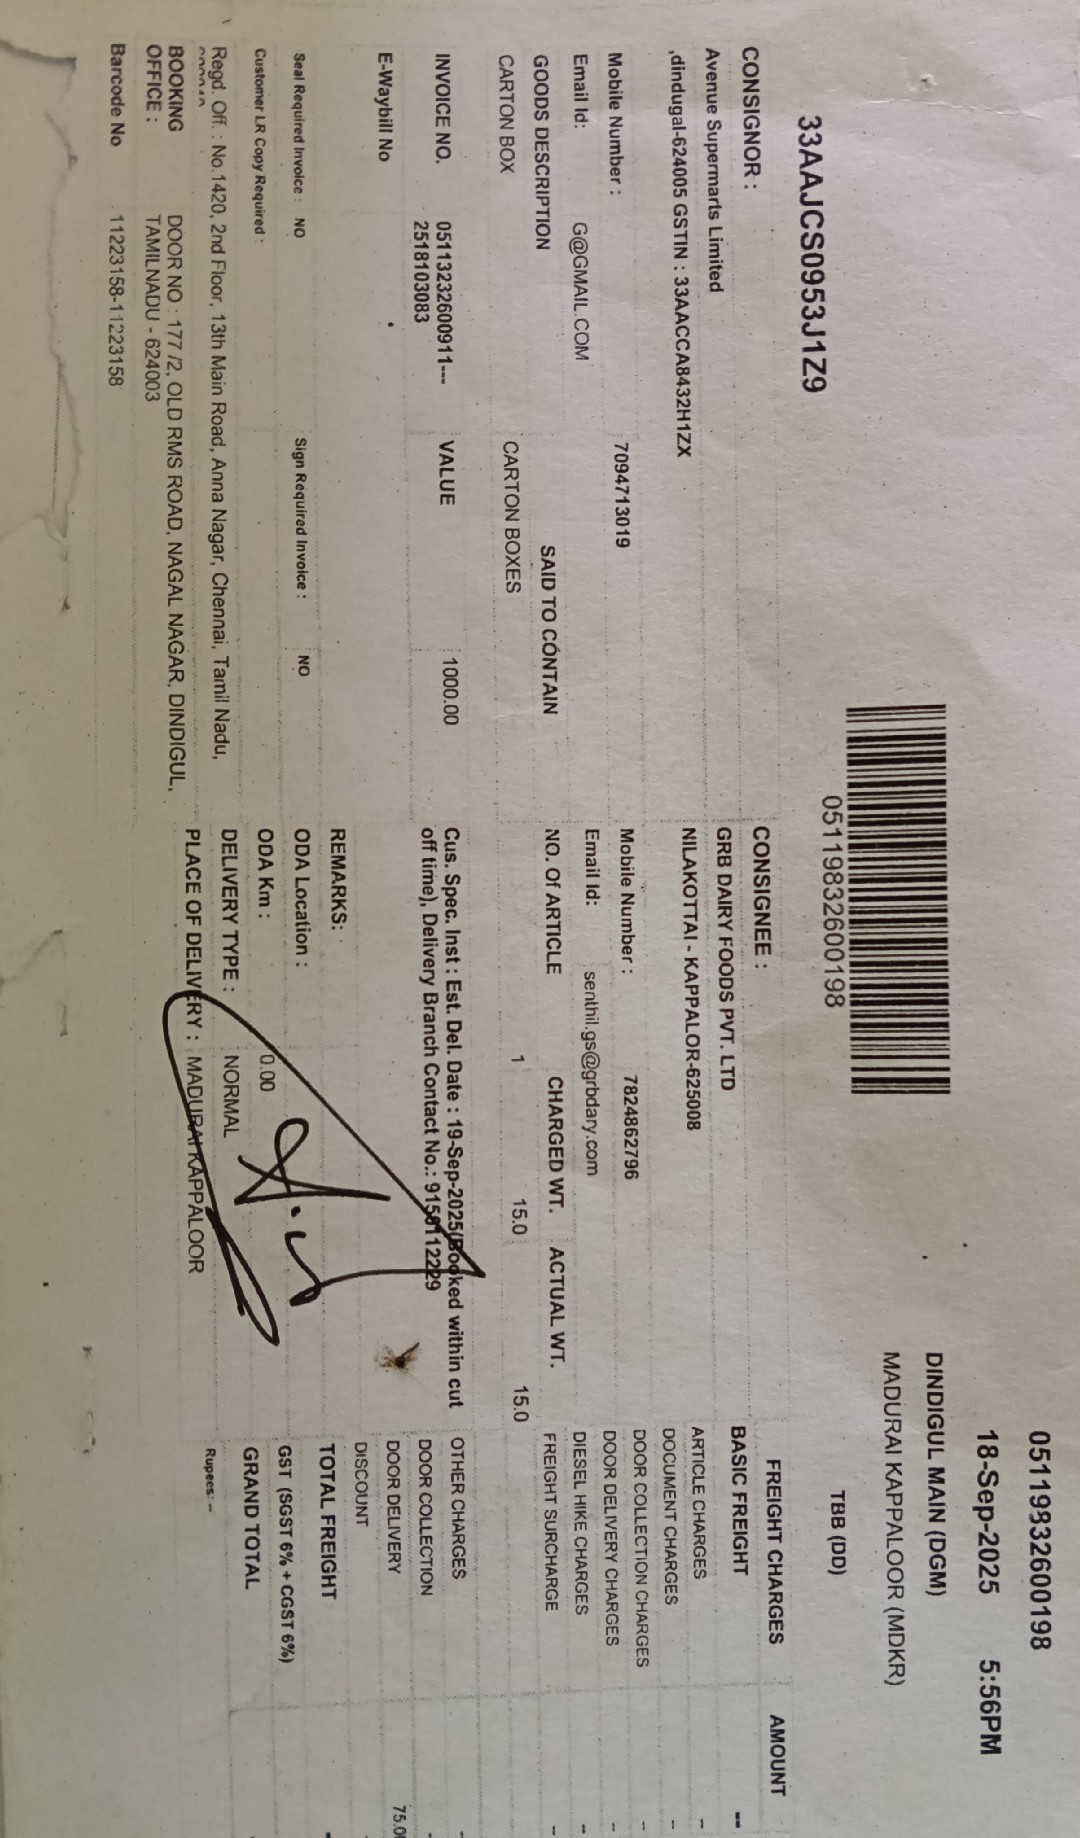 0511983260​0198
18-Sep-2025 5:56PM
DINDIGUL MAIN (DGM)
MADURAI KAPPALOOR (MDKR)
TBB (DD)
05119832600198
33AAJCS0953J1Z9
CONSIGNOR :
Avenue Supermarts Limited
,dindugal-624005 GSTIN : 33AACCA8432H1ZX
Mobile Number : 7094713019
Email Id: G@GMAIL.COM
CONSIGNEE :
GRB DAIRY FOODS PVT. LTD
NILAKOTTAI - KAPPALOR-625008
Mobile Number : 7824862796
Email Id: senthil.gs@grbdary.com
GOODS DESCRIPTION SAID TO CONTAIN NO. Of ARTICLE CHARGED WT. ACTUAL WT.
CARTON BOX CARTON BOXES 1 15.0 15.0
INVOICE NO. 05113232600911---
2518103083
VALUE 1000.00
E-Waybill No
Cus. Spec. Inst : Est. Del. Date : 19-Sep-2025(Booked within cut
off time), Delivery Branch Contact No.: 9150112229
Seal Required Invoice : NO Sign Required Invoice : NO
Customer LR Copy Required :
REMARKS:
ODA Location :
ODA Km : 0.00
DELIVERY TYPE : NORMAL
PLACE OF DELIVERY : MADURAI KAPPALOOR
Regd. Off. : No.1420, 2nd Floor, 13th Main Road, Anna Nagar, Chennai, Tamil Nadu,
BOOKING OFFICE : DOOR NO : 177 /2, OLD RMS ROAD, NAGAL NAGAR, DINDIGUL,
TAMILNADU - 624003
Barcode No 11223158-11223158
FREIGHT CHARGES AMOUNT
BASIC FREIGHT --
ARTICLE CHARGES --
DOCUMENT CHARGES --
DOOR COLLECTION CHARGES --
DOOR DELIVERY CHARGES --
DIESEL HIKE CHARGES --
FREIGHT SURCHARGE --
OTHER CHARGES
DOOR COLLECTION
DOOR DELIVERY 75.00
DISCOUNT
TOTAL FREIGHT
GST (SGST 6% + CGST 6%)
GRAND TOTAL
Rupees: --